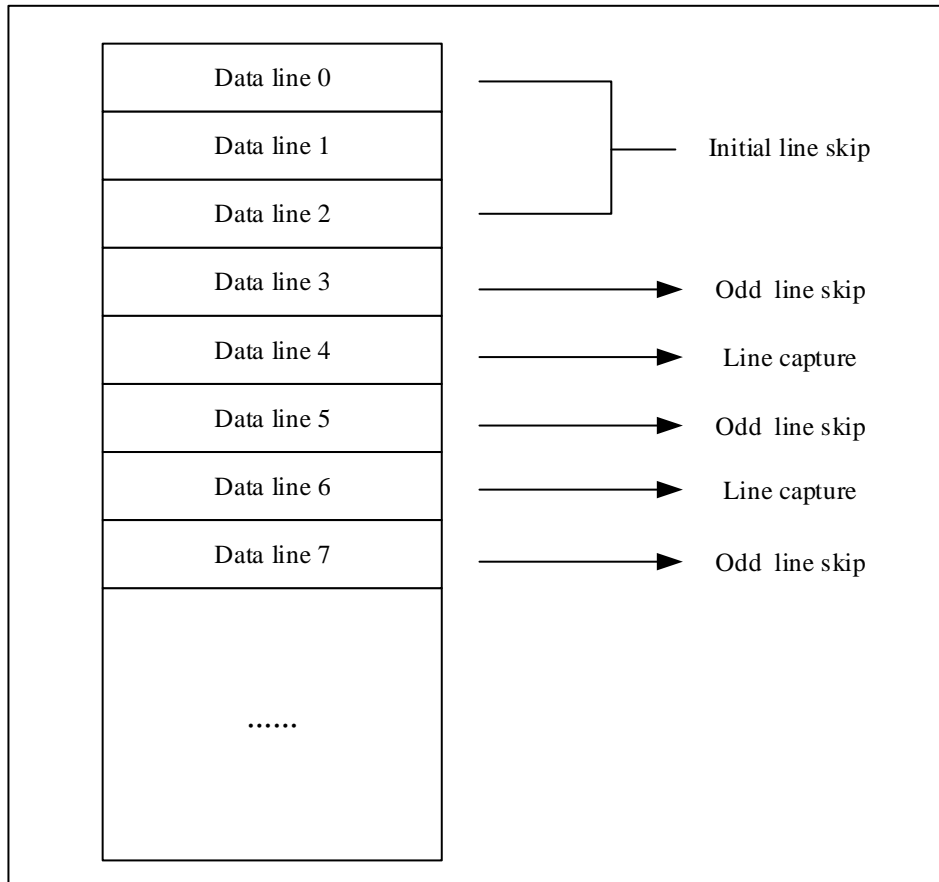 Data line 0
Data line 1
Initial line skip
Data line 2
Data line 3
Odd line skip
Data line 4
Line capture
Data line 5
Odd line skip
Data line 6
Line capture
Data line 7
Odd line skip
......